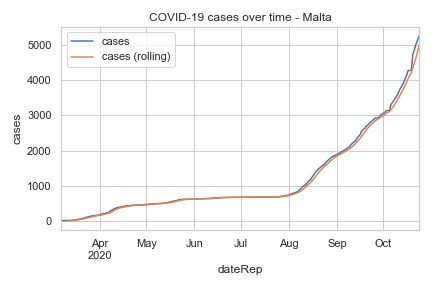 COVID-19 cases over time - Malta
cases
cases (rolling)
5000
4000
3000
2000
1000
0
cases
Apr
2020
May
Jun
Jul
Aug
Sep
Oct
dateRep